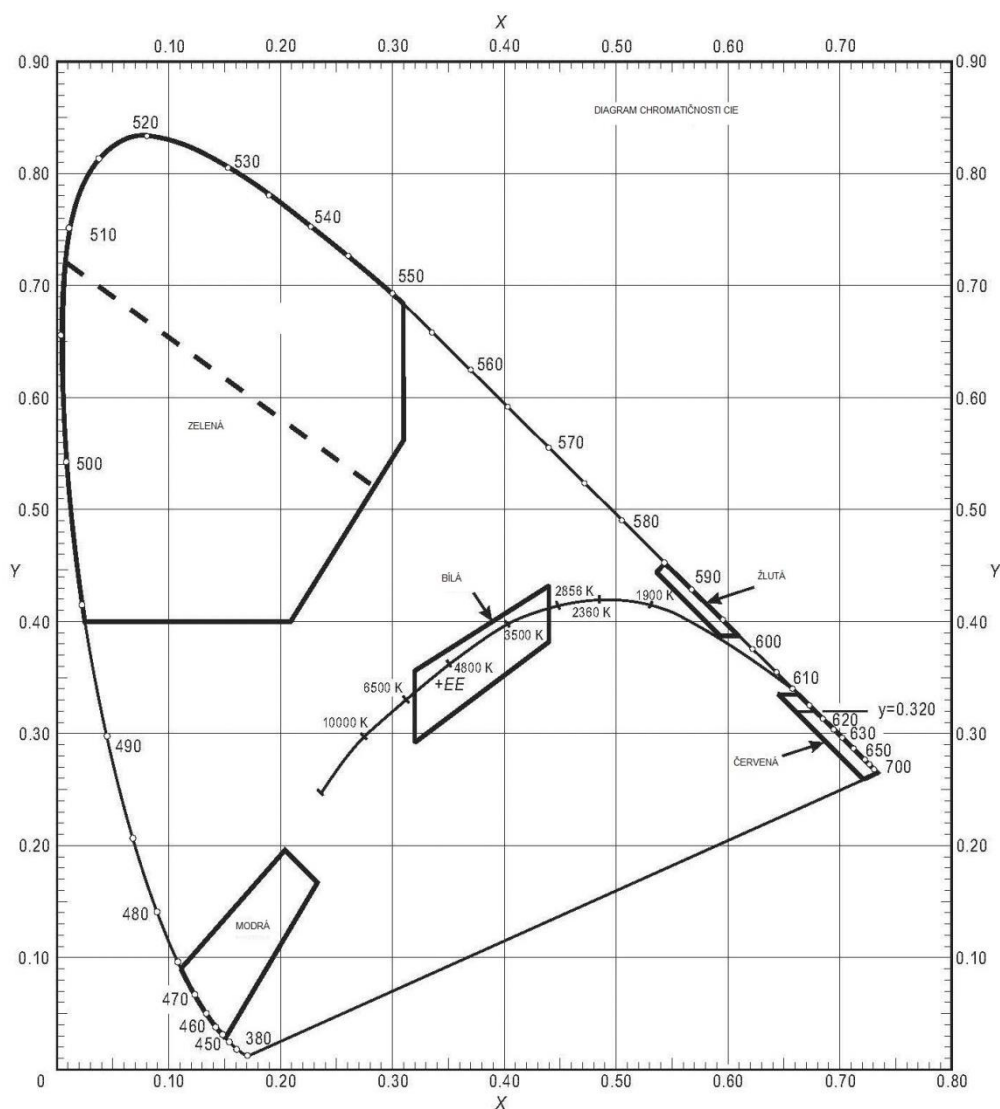 X
0.10 0.20 0.30 0.40 0.50 0.60 0.70
0.90 0.90
DIAGRAM CHROMATIČNOSTI CIE
520
0.80 530 0.80
540
510
550
0.70 0.70
560
0.60 0.60
ZELENÁ
570
500
580
0.50 0.50
Y Y
BÍLÁ 2856 K 590 ŽLUTÁ
2360 K 1900 K
0.40 0.40
3500 K 600
4800 K
+EE 610
6500 K
10000 K y=0.320
620
0.30 490 630 0.30
ČERVENÁ 650
700
0.20 0.20
480
MODRÁ
0.10 0.10
470
460
450 380
0 0.10 0.20 0.30 0.40 0.50 0.60 0.70 0.80
X